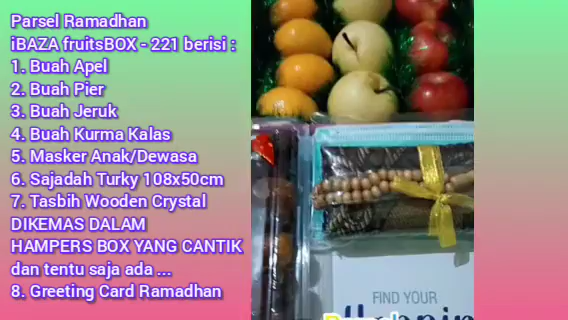 Parsel Ramadhan
iBAZA fruitsBOX - 221 berisi :
1. Buah Apel
2. Buah Pier
3. Buah Jeruk
4. Buah Kurma Kalas
5. Masker Anak/Dewasa
6. Sajadah Turky 108x50cm
7. Tasbih Wooden Crystal
DIKEMAS DALAM
HAMPERS BOX YANG CANTIK
dan tentu saja ada ...
8. Greeting Card Ramadhan
FIND YOUR